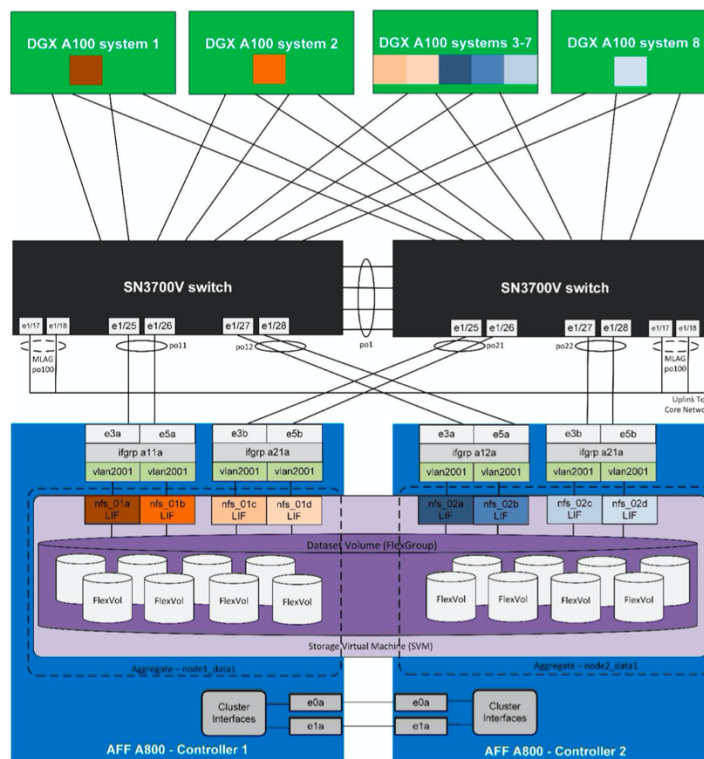 DGX A100 system 1
DGX A100 system 2
DGX A100 systems 3-7
DGX A100 system 8
SN3700V switch
SN3700V switch
e1/17
e1/18
e1/25
e1/26
e1/27
e1/28
e1/25
e1/26
e1/27
e1/28
e1/17
e1/18
MLAG
po100
po11
po12
po1
po21
po22
MLAG
po100
Uplink To
Core Netwo
e3a
e5a
e3b
e5b
e3a
e5a
e3b
e5b
ifgrp a11a
ifgrp a21a
ifgrp a12a
ifgrp a21a
vlan2001
vlan2001
vlan2001
vlan2001
vlan2001
vlan2001
vlan2001
vlan2001
nfs_01a
LIF
nfs_01b
LIF
nfs_01c
LIF
nfs_01d
LIF
nfs_02a
LIF
nfs_02b
LIF
nfs_02c
LIF
nfs_02d
LIF
Dataset Volume (FlexGroup)
FlexVol
FlexVol
FlexVol
FlexVol
FlexVol
FlexVol
FlexVol
FlexVol
Storage Virtual Machine (SVM)
Aggregate – node1_data1
Aggregate – node2_data1
Cluster
Interfaces
e0a
e1a
e0a
e1a
Cluster
Interfaces
AFF A800 - Controller 1
AFF A800 - Controller 2